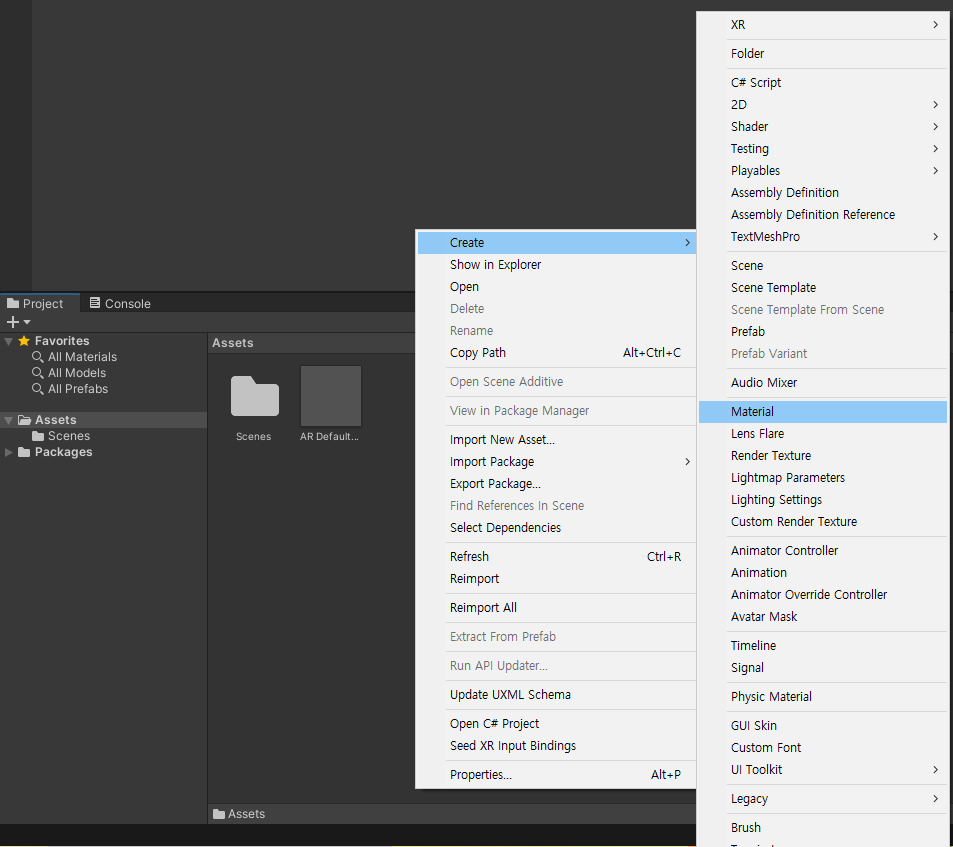 Project
Console
Favorites
All Materials
All Models
All Prefabs
Assets
Scenes
Packages
Assets
Scenes
AR Default...
Assets
Create
Show in Explorer
Open
Delete
Rename
Copy Path Alt+Ctrl+C
Open Scene Additive
View in Package Manager
Import New Asset...
Import Package
Export Package...
Find References In Scene
Select Dependencies
Refresh Ctrl+R
Reimport
Reimport All
Extract From Prefab
Run API Updater...
Update UXML Schema
Open C# Project
Seed XR Input Bindings
Properties... Alt+P
XR
Folder
C# Script
2D
Shader
Testing
Playables
Assembly Definition
Assembly Definition Reference
TextMeshPro
Scene
Scene Template
Scene Template From Scene
Prefab
Prefab Variant
Audio Mixer
Material
Lens Flare
Render Texture
Lightmap Parameters
Lighting Settings
Custom Render Texture
Animator Controller
Animation
Animator Override Controller
Avatar Mask
Timeline
Signal
Physic Material
GUI Skin
Custom Font
UI Toolkit
Legacy
Brush